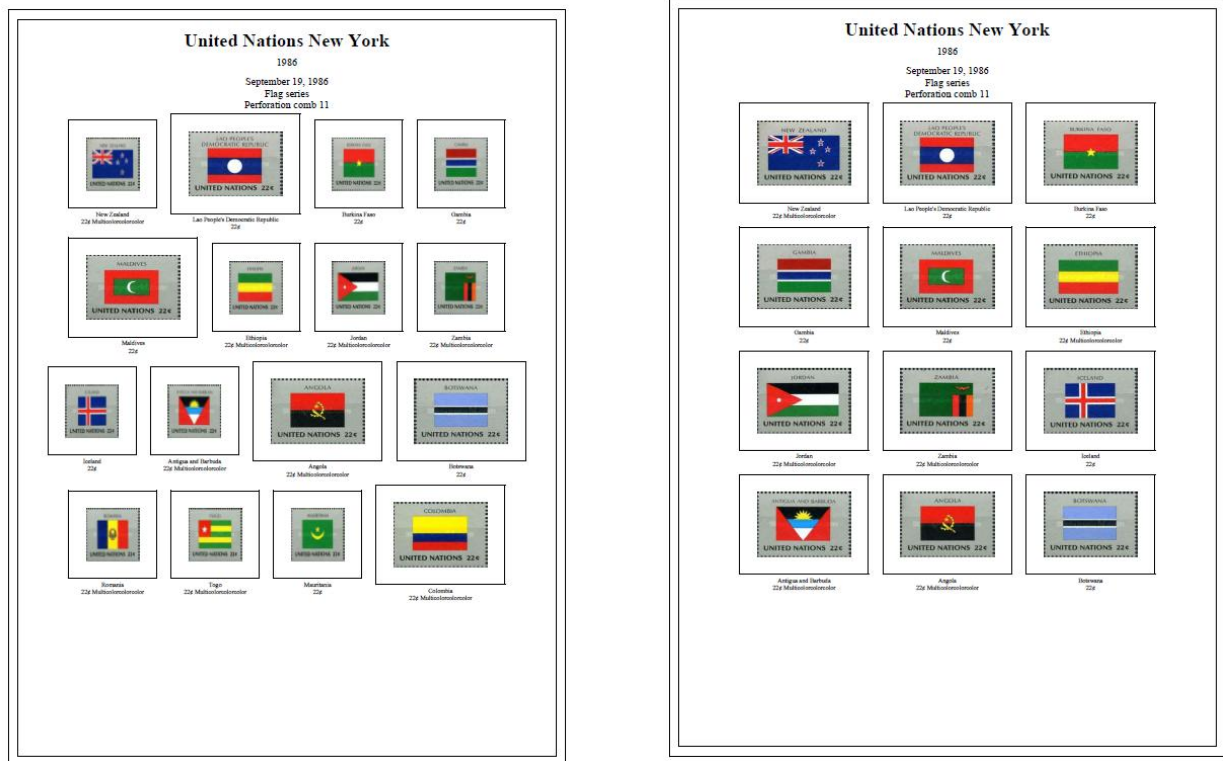 United Nations New York
1986
September 19, 1986
Flag series
Perforation comb 11
LAO PEOPLE'S
DEMOCRATIC REPUBLIC
UNITED NATIONS 22¢
New Zealand
22¢ Multicolorcolorcolor
Lao People's Democratic Republic
22¢
Burkina Faso
22¢
Gambia
22¢
MALDIVES
UNITED NATIONS 22¢
Maldives
22¢
Ethiopia
22¢ Multicolorcolorcolor
Jordan
22¢ Multicolorcolorcolor
Zambia
22¢ Multicolorcolorcolor
ANGOLA
UNITED NATIONS 22¢
BOTSWANA
UNITED NATIONS 22¢
Iceland
22¢
Antigua and Barbuda
22¢ Multicolorcolorcolor
Angola
22¢ Multicolorcolorcolor
Botswana
22¢
COLOMBIA
UNITED NATIONS 22¢
Romania
22¢ Multicolorcolorcolor
Togo
22¢ Multicolorcolorcolor
Mauritania
22¢
Colombia
22¢ Multicolorcolorcolor
United Nations New York
1986
September 19, 1986
Flag series
Perforation comb 11
NEW ZEALAND
UNITED NATIONS 22¢
LAO PEOPLE'S
DEMOCRATIC REPUBLIC
UNITED NATIONS 22¢
BURKINA FASO
UNITED NATIONS 22¢
New Zealand
22¢ Multicolorcolorcolor
Lao People's Democratic Republic
22¢
Burkina Faso
22¢
GAMBIA
UNITED NATIONS 22¢
MALDIVES
UNITED NATIONS 22¢
ETHIOPIA
UNITED NATIONS 22¢
Gambia
22¢
Maldives
22¢
Ethiopia
22¢ Multicolorcolorcolor
JORDAN
UNITED NATIONS 22¢
ZAMBIA
UNITED NATIONS 22¢
ICELAND
UNITED NATIONS 22¢
Jordan
22¢ Multicolorcolorcolor
Zambia
22¢ Multicolorcolorcolor
Iceland
22¢
ANTIGUA AND BARBUDA
UNITED NATIONS 22¢
ANGOLA
UNITED NATIONS 22¢
BOTSWANA
UNITED NATIONS 22¢
Antigua and Barbuda
22¢ Multicolorcolorcolor
Angola
22¢ Multicolorcolorcolor
Botswana
22¢